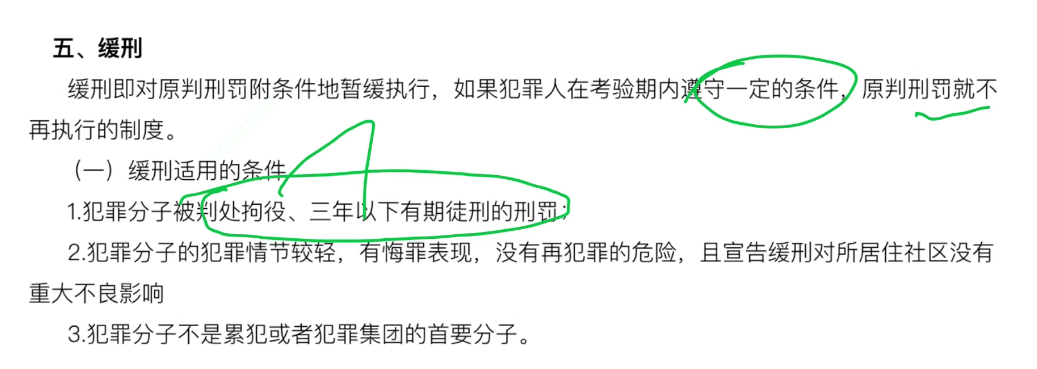 五、缓刑
缓刑即对原判刑罚附条件地暂缓执行，如果犯罪人在考验期内遵守一定的条件，原判刑罚就不
再执行的制度。
（一）缓刑适用的条件
1.犯罪分子被判处拘役、三年以下有期徒刑的刑罚；
2.犯罪分子的犯罪情节较轻，有悔罪表现，没有再犯罪的危险，且宣告缓刑对所居住社区没有
重大不良影响
3.犯罪分子不是累犯或者犯罪集团的首要分子。